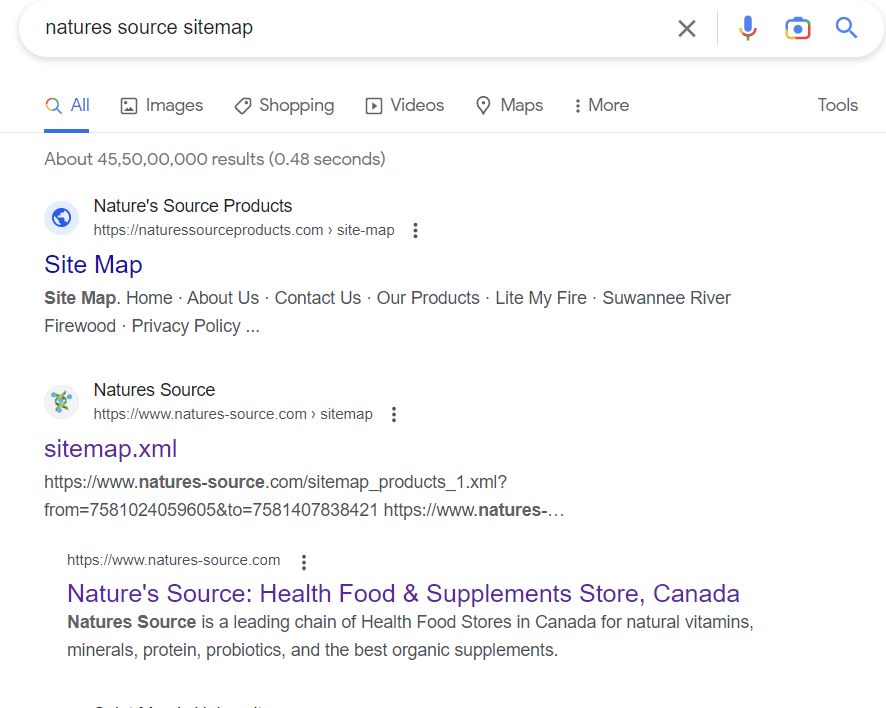 natures source sitemap
All Images Shopping Videos Maps More Tools
About 45,50,00,000 results (0.48 seconds)
Nature's Source Products
https://naturessourceproducts.com › site-map
Site Map
Site Map. Home · About Us · Contact Us · Our Products · Lite My Fire · Suwannee River
Firewood · Privacy Policy ...
Natures Source
https://www.natures-source.com › sitemap
sitemap.xml
https://www.natures-source.com/sitemap_products_1.xml?
from=7581024059605&to=7581407838421 https://www.natures-…
https://www.natures-source.com
Nature's Source: Health Food & Supplements Store, Canada
Natures Source is a leading chain of Health Food Stores in Canada for natural vitamins,
minerals, protein, probiotics, and the best organic supplements.